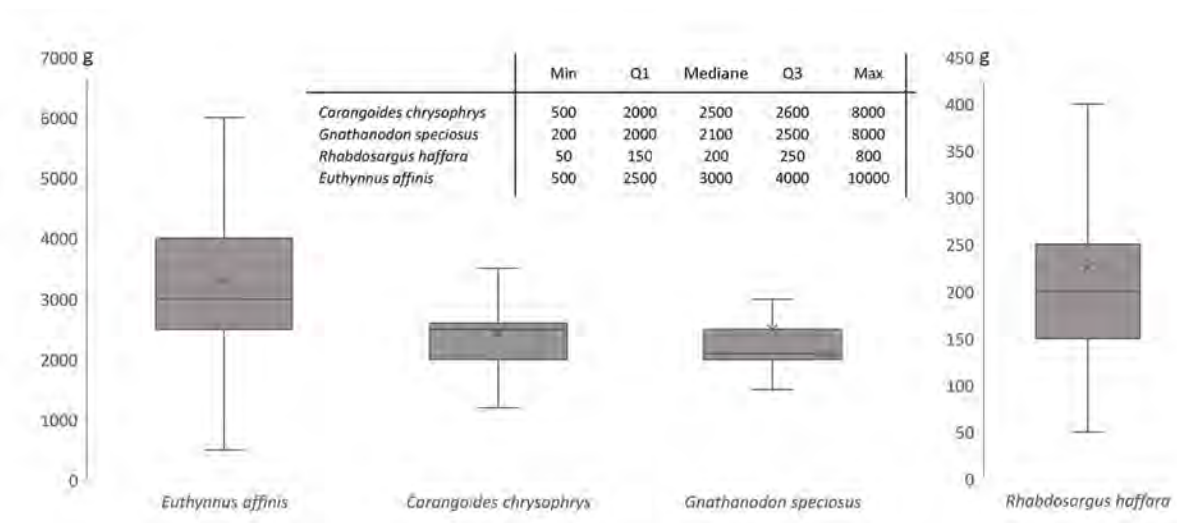 7000 g
6000
5000
4000
3000
2000
1000
0
Min Q1 Mediane Q3 Max
Carangoides chrysophrys 500 2000 2500 2600 8000
Gnathanodon speciosus 200 2000 2100 2500 8000
Rhabdosargus haffara 50 150 200 250 800
Euthynnus affinis 500 2500 3000 4000 10000
450 g
400
350
300
250
200
150
100
50
0
Euthynnus affinis
Carangoides chrysophrys
Gnathanodon speciosus
Rhabdosargus haffara